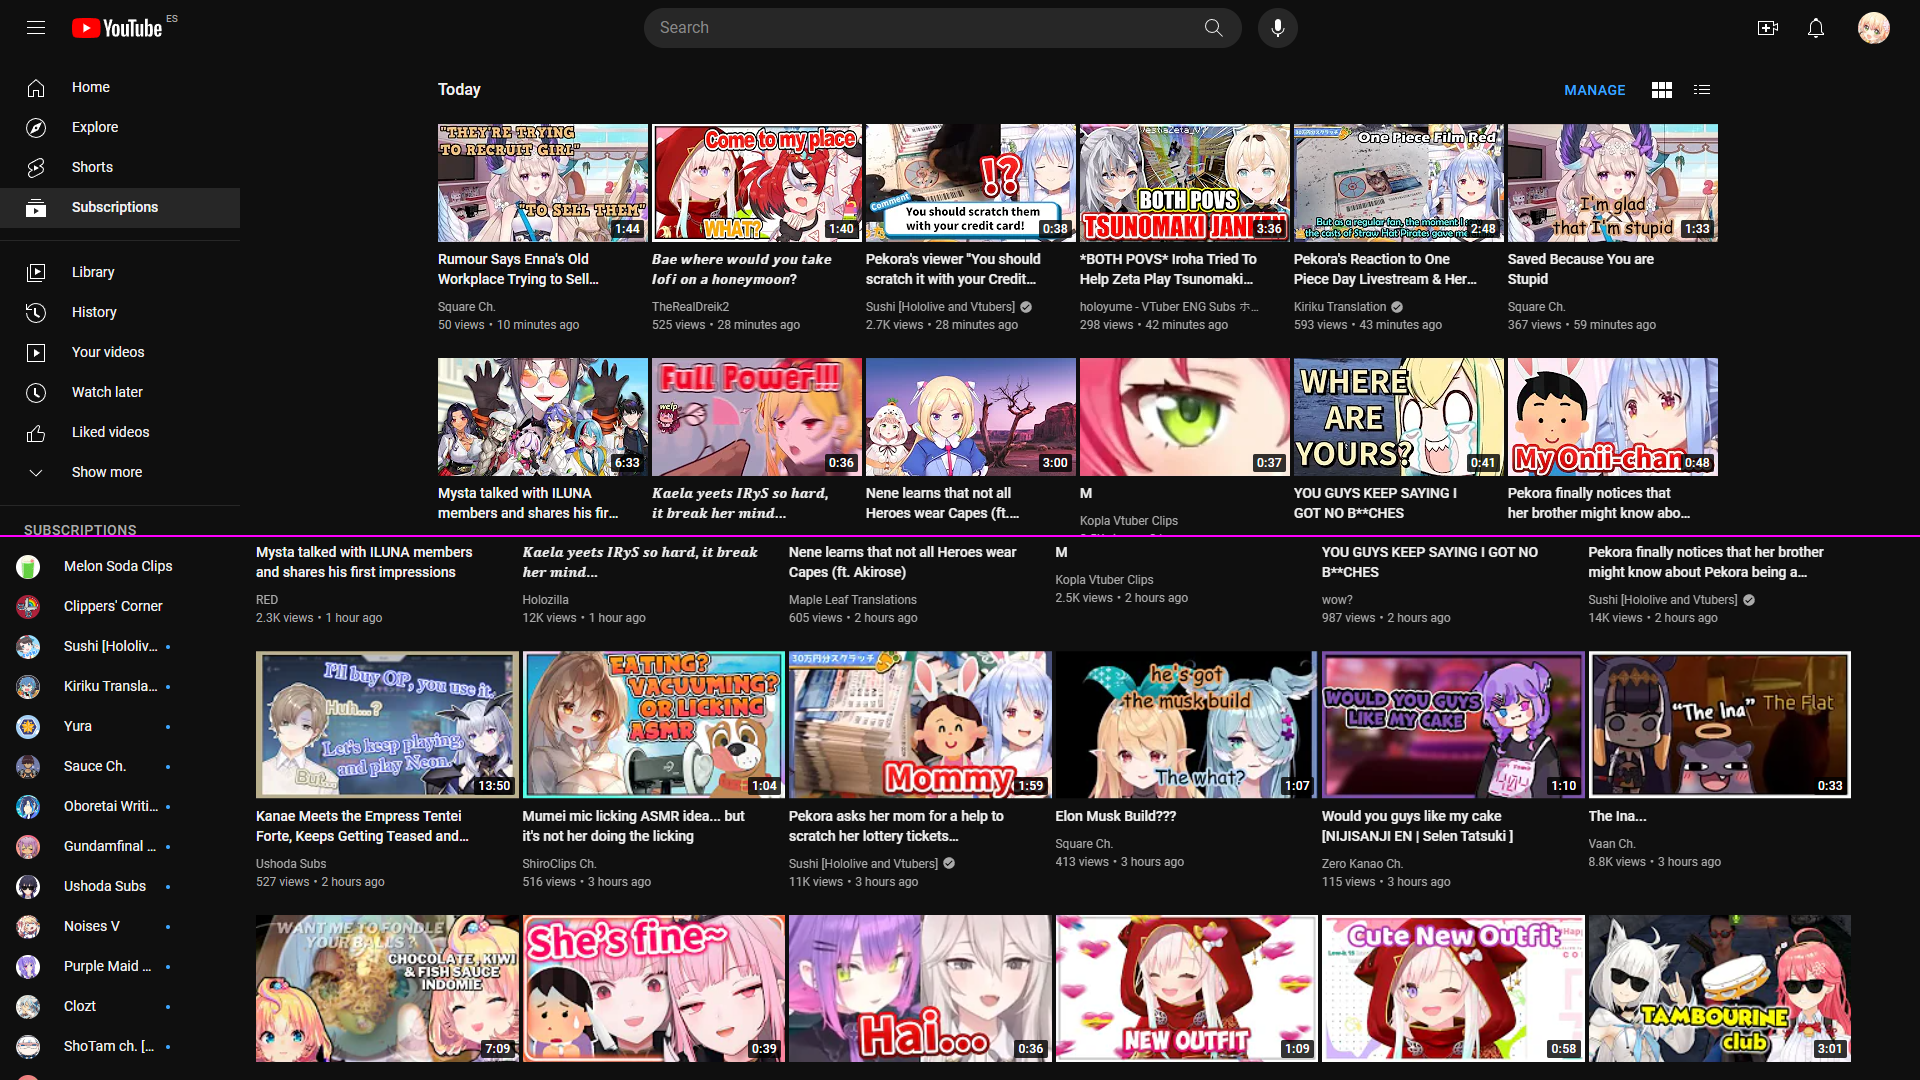 YouTube ES
Search
Home
Explore
Shorts
Subscriptions
Library
History
Your videos
Watch later
Liked videos
Show more
SUBSCRIPTIONS
Today
MANAGE
"THEY'RE TRYING
TO RECRUIT GIRL"
"TO SELL THEM"
1:44
Come to my place
WHAT?
1:40
!?
Comment
You should scratch them
with your credit card!
0:38
VestiaZeta_V7
BOTH POVS
TSUNOMAKI JANKEN
3:36
One Piece Film Red
But as a regular fan, the moment I
the casts of Straw Hat Pirates gave me
2:48
I'm glad
that I'm stupid
1:33
Rumour Says Enna's Old
Workplace Trying to Sell...
Square Ch.
50 views • 10 minutes ago
Bae where would you take
lofi on a honeymoon?
TheRealDreik2
525 views • 28 minutes ago
Pekora's viewer "You should
scratch it with your Credit...
Sushi [Hololive and Vtubers]
2.7K views • 28 minutes ago
*BOTH POVS* Iroha Tried To
Help Zeta Play Tsunomaki...
holoyume - VTuber ENG Subs ホ...
298 views • 42 minutes ago
Pekora's Reaction to One
Piece Day Livestream & Her...
Kiriku Translation
593 views • 43 minutes ago
Saved Because You are
Stupid
Square Ch.
367 views • 59 minutes ago
6:33
Full Power!!!
welp
0:36
3:00
0:37
WHERE
ARE
YOURS?
0:41
My Onii-chan
0:48
Mysta talked with ILUNA
members and shares his fir...
Kaela yeets IRyS so hard,
it break her mind...
Nene learns that not all
Heroes wear Capes (ft....
M
Kopla Vtuber Clips
YOU GUYS KEEP SAYING I
GOT NO B**CHES
Pekora finally notices that
her brother might know abo...
Melon Soda Clips
Clippers' Corner
Sushi [Hololiv...
Kiriku Transla...
Yura
Sauce Ch.
Oboretai Writi...
Gundamfinal ...
Ushoda Subs
Noises V
Purple Maid ...
Clozt
ShoTam ch. [...
Mysta talked with ILUNA members
and shares his first impressions
RED
2.3K views • 1 hour ago
Kaela yeets IRyS so hard, it break
her mind...
Holozilla
12K views • 1 hour ago
Nene learns that not all Heroes wear
Capes (ft. Akirose)
Maple Leaf Translations
605 views • 2 hours ago
M
Kopla Vtuber Clips
2.5K views • 2 hours ago
YOU GUYS KEEP SAYING I GOT NO
B**CHES
wow?
987 views • 2 hours ago
Pekora finally notices that her brother
might know about Pekora being a...
Sushi [Hololive and Vtubers]
14K views • 2 hours ago
I'll buy OP, you use it.
Huh...?
Let's keep playing,
and play Neon.
But...
13:50
EATING?
VACUUMING?
OR LICKING
ASMR
1:04
30万円分スクラッチ
Mommy
1:59
he's got
the musk build
The what?
1:07
WOULD YOU GUYS
LIKE MY CAKE
1:10
"The Ina" The Flat
0:33
Kanae Meets the Empress Tentei
Forte, Keeps Getting Teased and...
Ushoda Subs
527 views • 2 hours ago
Mumei mic licking ASMR idea... but
it's not her doing the licking
ShiroClips Ch.
516 views • 3 hours ago
Pekora asks her mom for a help to
scratch her lottery tickets...
Sushi [Hololive and Vtubers]
11K views • 3 hours ago
Elon Musk Build???
Square Ch.
413 views • 3 hours ago
Would you guys like my cake
[NIJISANJI EN | Selen Tatsuki ]
Zero Kanao Ch.
115 views • 3 hours ago
The Ina...
Vaan Ch.
8.8K views • 3 hours ago
WANT ME TO FONDLE
YOUR BALLS ?
CHOCOLATE, KIWI
& FISH SAUCE
INDOMIE
7:09
She's fine~
0:39
Hai...
0:36
NEW OUTFIT
1:09
Cute New Outfit
0:58
TAMBOURINE
club
3:01